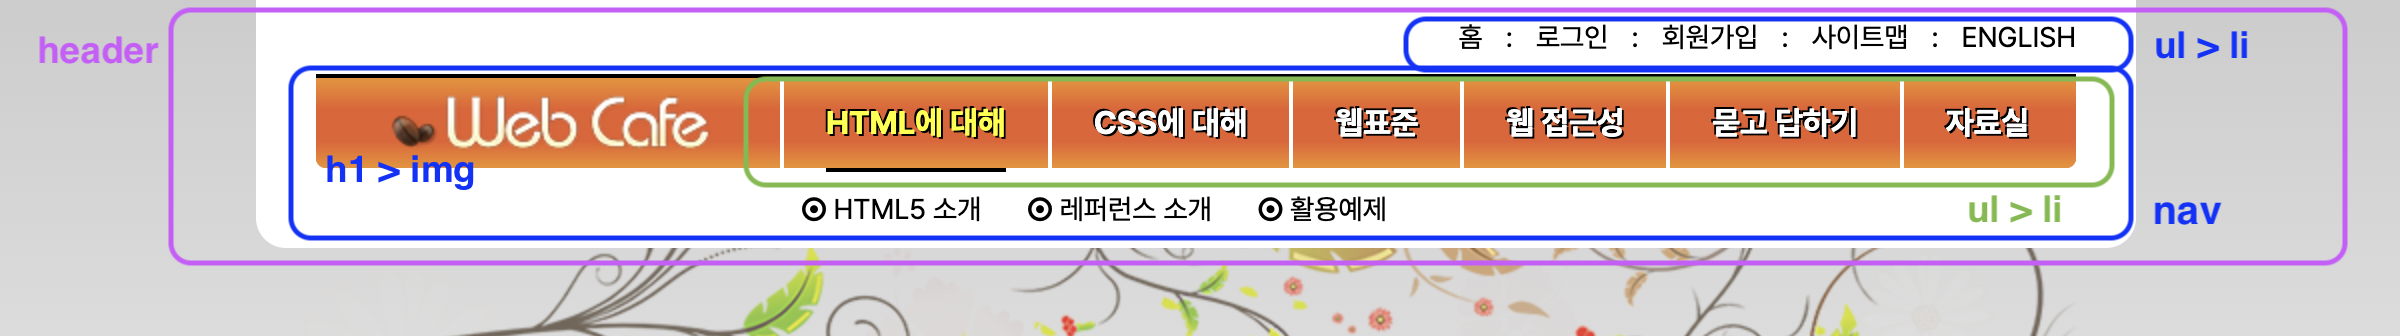 header
홈 : 로그인 : 회원가입 : 사이트맵 : ENGLISH
ul > li
Web Cafe
HTML에 대해
CSS에 대해
웹표준
웹 접근성
묻고 답하기
자료실
h1 > img
HTML5 소개
레퍼런스 소개
활용예제
ul > li
nav